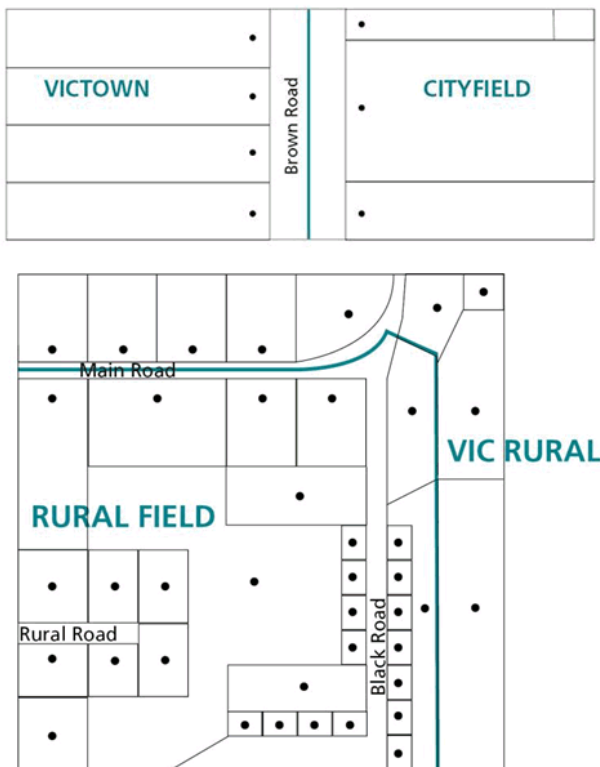 VICTOWN
Brown Road
CITYFIELD
Main Road
VIC RURAL
RURAL FIELD
Rural Road
Black Road